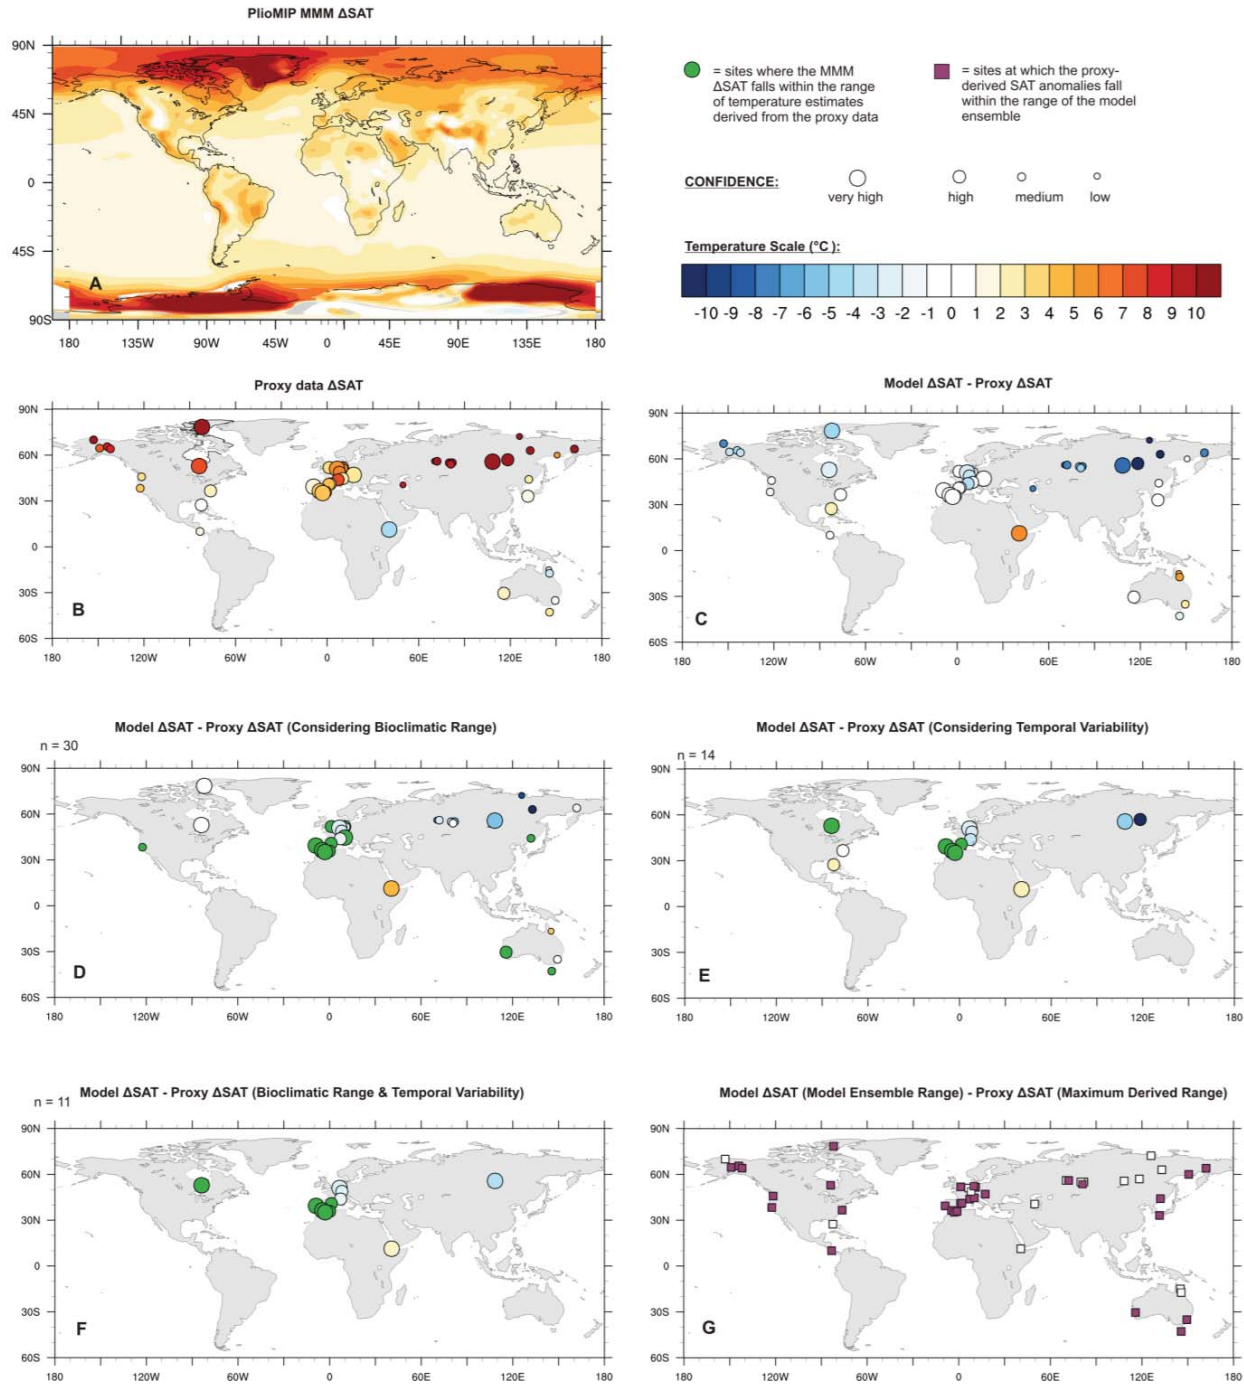 PlioMIP MMM ΔSAT
90N
45N
0
45S
90S
A
180 135W 90W 45W 0 45E 90E 135E 180
= sites where the MMM
ΔSAT falls within the range
of temperature estimates
derived from the proxy data
= sites at which the proxy-
derived SAT anomalies fall
within the range of the model
ensemble
CONFIDENCE:
very high high medium low
Temperature Scale (°C ):
-10 -9 -8 -7 -6 -5 -4 -3 -2 -1 0 1 2 3 4 5 6 7 8 9 10
Proxy data ΔSAT
90N
60N
30N
0
30S
60S
B
180 120W 60W 0 60E 120E 180
Model ΔSAT - Proxy ΔSAT
90N
60N
30N
0
30S
60S
C
180 120W 60W 0 60E 120E 180
Model ΔSAT - Proxy ΔSAT (Considering Bioclimatic Range)
n = 30
90N
60N
30N
0
30S
60S
D
180 120W 60W 0 60E 120E 180
Model ΔSAT - Proxy ΔSAT (Considering Temporal Variability)
n = 14
90N
60N
30N
0
30S
60S
E
180 120W 60W 0 60E 120E 180
Model ΔSAT - Proxy ΔSAT (Bioclimatic Range & Temporal Variability)
n = 11
90N
60N
30N
0
30S
60S
F
180 120W 60W 0 60E 120E 180
Model ΔSAT (Model Ensemble Range) - Proxy ΔSAT (Maximum Derived Range)
90N
60N
30N
0
30S
60S
G
180 120W 60W 0 60E 120E 180